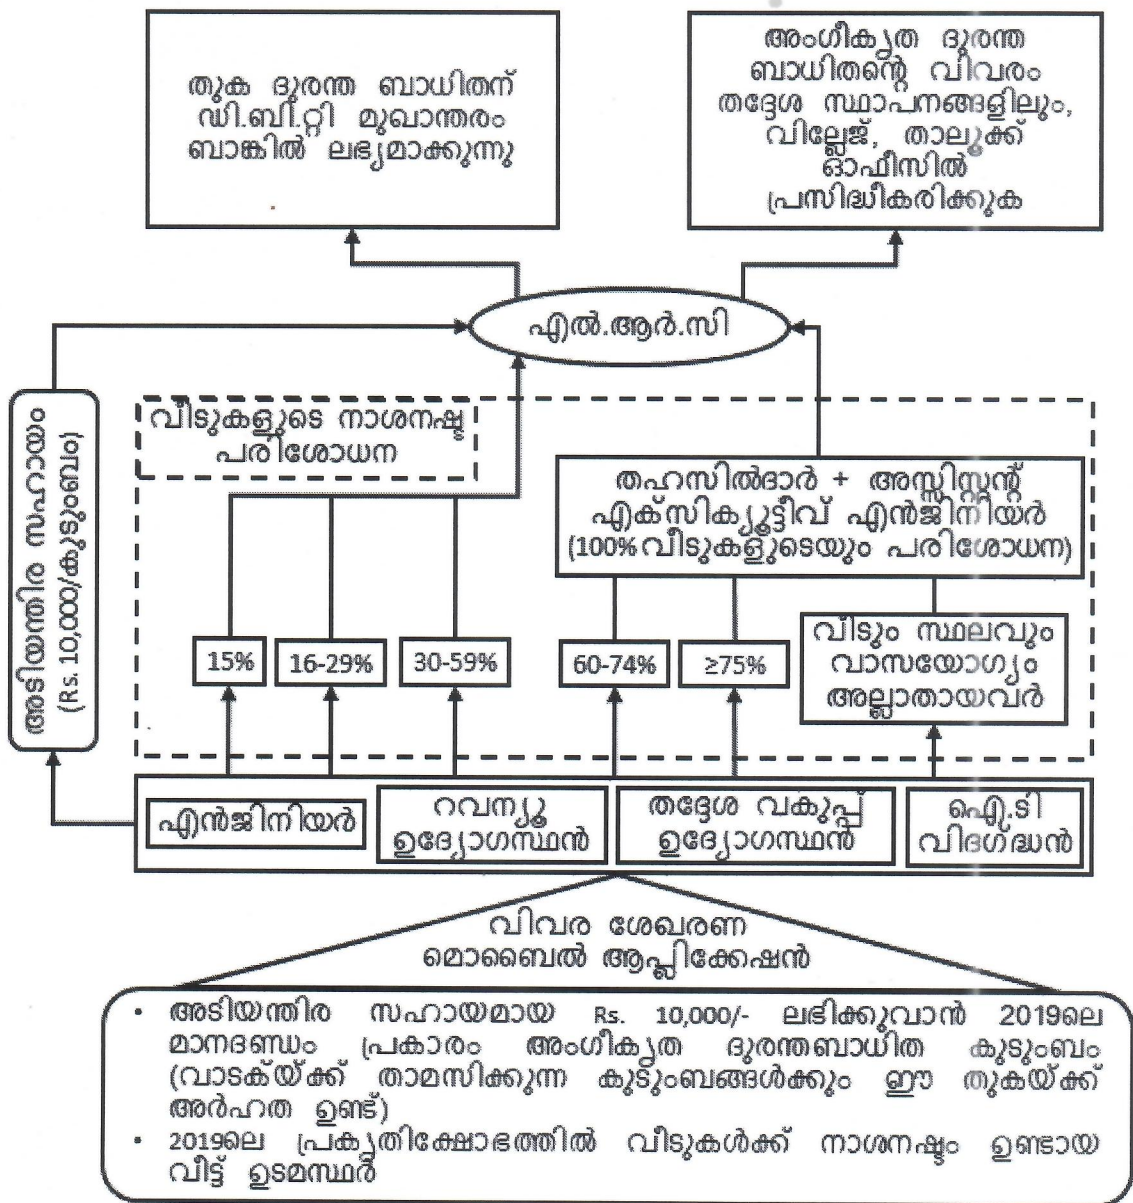 തുക ദുരന്ത ബാധിതന്
ഡി.ബി.റ്റി മുഖാന്തരം
ബാങ്കിൽ ലഭ്യമാക്കുന്നു
അംഗീകൃത ദുരന്ത
ബാധിതന്റെ വിവരം
തദ്ദേശ സ്ഥാപനങ്ങളിലും,
വില്ലേജ്, താലൂക്ക്
ഓഫീസിൽ
പ്രസിദ്ധീകരിക്കുക
എൽ.ആർ.സി
അടിയന്തിര സഹായം
(Rs. 10,000/കുടുംബം)
വീടുകളുടെ നാശനഷ്ട
പരിശോധന
തഹസിൽദാർ + അസ്സിസ്റ്റന്റ്
എക്സിക്യൂട്ടീവ് എൻജിനിയർ
(100% വീടുകളുടെയും പരിശോധന)
15%
16-29%
30-59%
60-74%
≥75%
വീടും സ്ഥലവും
വാസയോഗ്യം
അല്ലാതായവർ
എൻജിനിയർ
റവന്യൂ
ഉദ്യോഗസ്ഥൻ
തദ്ദേശ വകുപ്പ്
ഉദ്യോഗസ്ഥൻ
ഐ.ടി
വിദഗ്ദ്ധൻ
വിവര ശേഖരണ
മൊബൈൽ ആപ്ലിക്കേഷൻ
• അടിയന്തിര സഹായമായ Rs. 10,000/- ലഭിക്കുവാൻ 2019ലെ
മാനദണ്ഡം പ്രകാരം അംഗീകൃത ദുരന്തബാധിത കുടുംബം
(വാടക്യ്ക്ക് താമസിക്കുന്ന കുടുംബങ്ങൾക്കും ഈ തുകയ്ക്ക്
അർഹത ഉണ്ട്)
• 2019ലെ പ്രകൃതിക്ഷോഭത്തിൽ വീടുകൾക്ക് നാശനഷ്ടം ഉണ്ടായ
വീട്ട് ഉടമസ്ഥർ